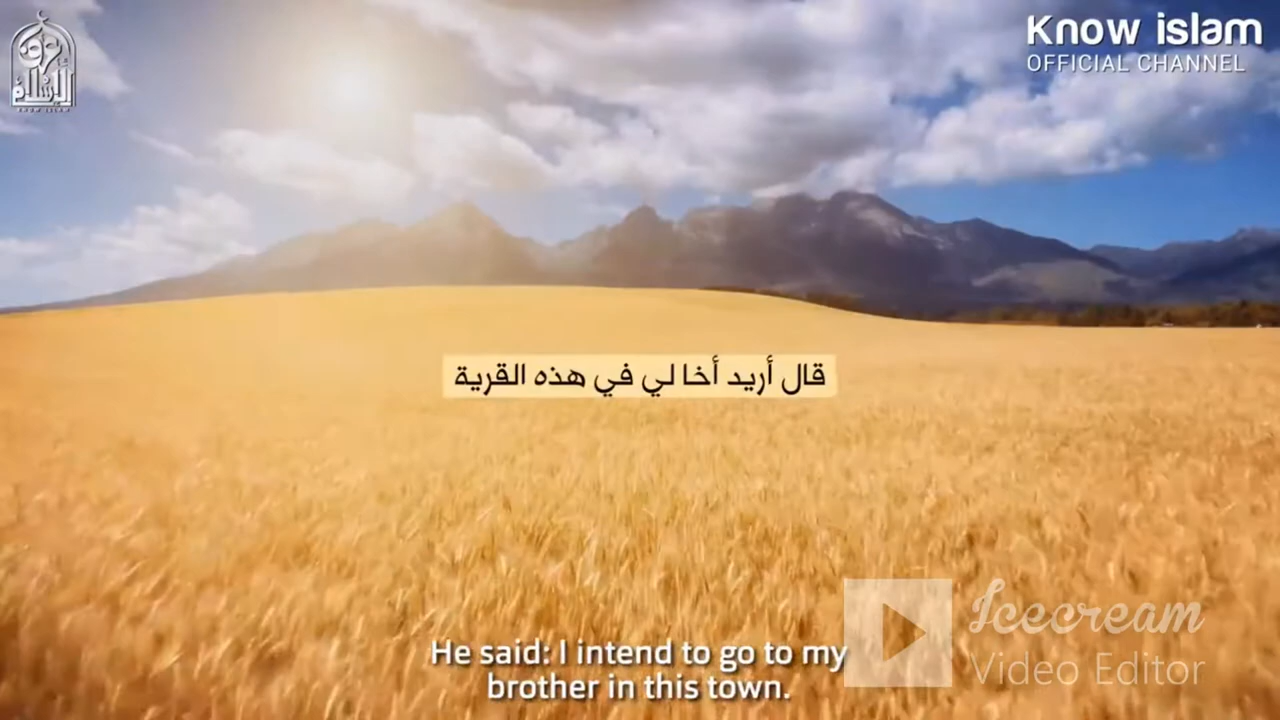 Know islam
OFFICIAL CHANNEL
قال أريد أخا لي في هذه القرية
He said: I intend to go to my
brother in this town.
Icecream
Video Editor